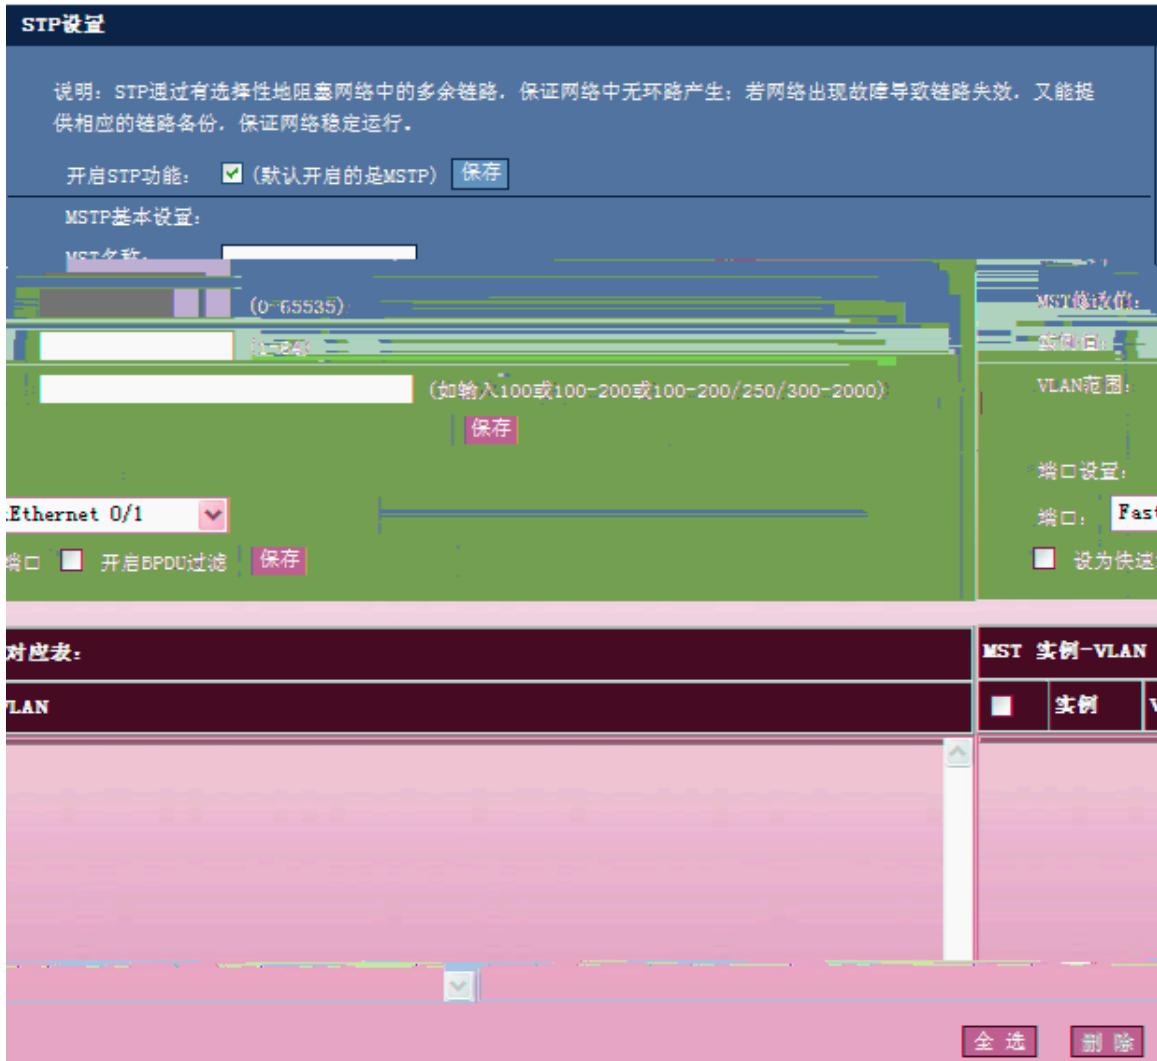 STP设置
说明：STP通过有选择性地阻塞网络中的多余链路，保证网络中无环路产生；若网络出现故障导致链路失效，又能提
供相应的链路备份，保证网络稳定运行。
开启STP功能： (默认开启的是MSTP) 保存
MSTP基本设置：
MST名称：
(0-65535) MST修改值：
(1-64) 实例值：
(如输入100或100-200或100-200/250/300-2000) VLAN范围：
保存
端口设置：
Ethernet 0/1 端口： Fast
端口 开启BPDU过滤 保存 设为快速
对应表： MST 实例-VLAN
VLAN 实例
全 选 删 除